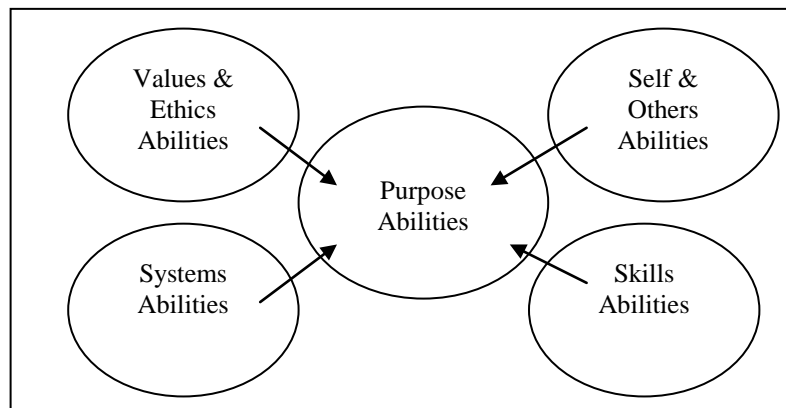 Values &
Ethics
Abilities
Self &
Others
Abilities
Purpose
Abilities
Systems
Abilities
Skills
Abilities